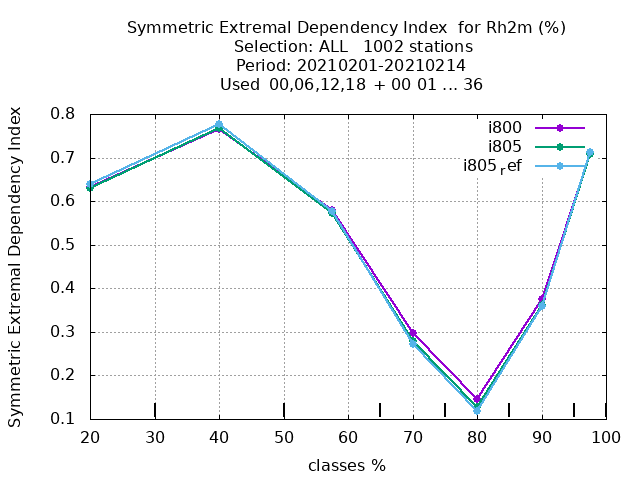 Symmetric Extremal Dependency Index for Rh2m (%)
Selection: ALL 1002 stations
Period: 20210201-20210214
Used 00,06,12,18 + 00 01 ... 36
Symmetric Extremal Dependency Index
0.8
0.7
0.6
0.5
0.4
0.3
0.2
0.1
i800
i805
i805ref
20 30 40 50 60 70 80 90 100
classes %